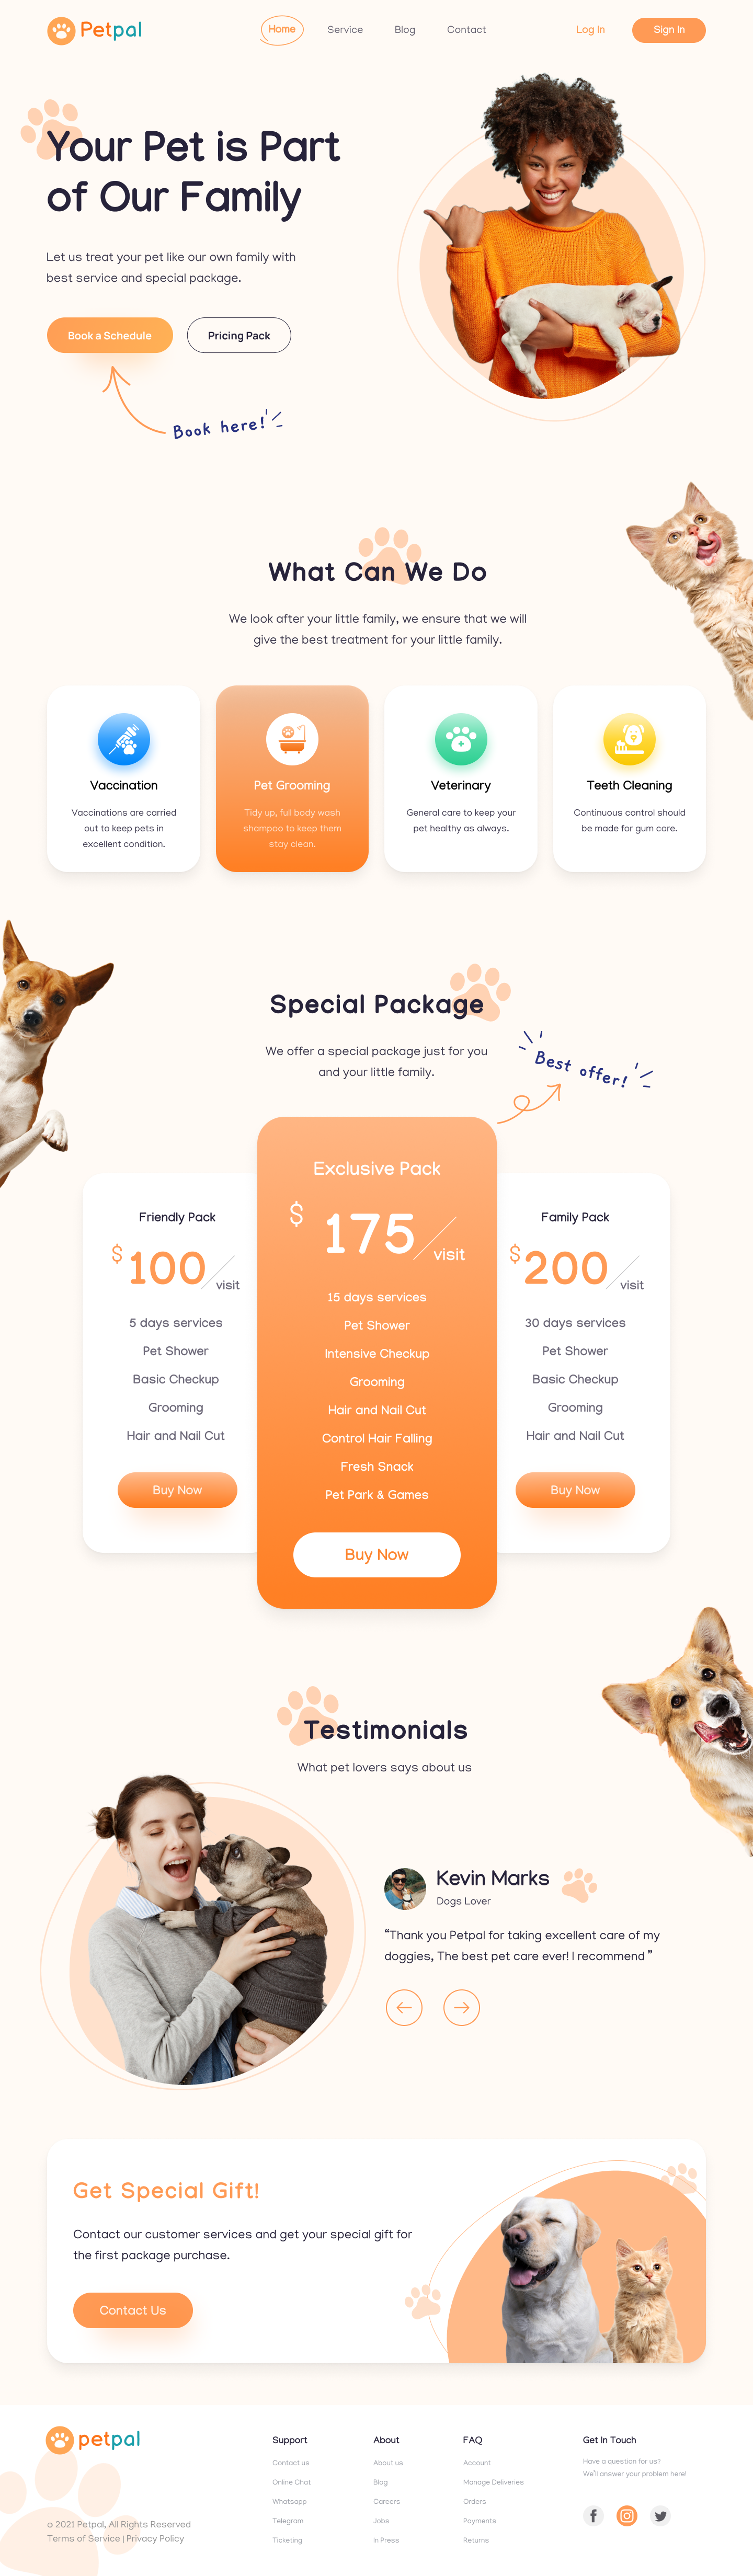 Petpal
Home Service Blog Contact Log In Sign In
Your Pet is Part
of Our Family
Let us treat your pet like our own family with
best service and special package.
Book a Schedule Pricing Pack
Book here!
What Can We Do
We look after your little family, we ensure that we will
give the best treatment for your little family.
Vaccination
Vaccinations are carried
out to keep pets in
excellent condition.
Pet Grooming
Tidy up, full body wash
shampoo to keep them
stay clean.
Veterinary
General care to keep your
pet healthy as always.
Teeth Cleaning
Continuous control should
be made for gum care.
Special Package
We offer a special package just for you
and your little family.
Best offer!
Friendly Pack
$100/visit
5 days services
Pet Shower
Basic Checkup
Grooming
Hair and Nail Cut
Buy Now
Exclusive Pack
$175/visit
15 days services
Pet Shower
Intensive Checkup
Grooming
Hair and Nail Cut
Control Hair Falling
Fresh Snack
Pet Park & Games
Buy Now
Family Pack
$200/visit
30 days services
Pet Shower
Basic Checkup
Grooming
Hair and Nail Cut
Buy Now
Testimonials
What pet lovers says about us
Kevin Marks
Dogs Lover
“Thank you Petpal for taking excellent care of my
doggies, The best pet care ever! I recommend”
Get Special Gift!
Contact our customer services and get your special gift for
the first package purchase.
Contact Us
petpal
© 2021 Petpal, All Rights Reserved
Terms of Service | Privacy Policy
Support
Contact us
Online Chat
Whatsapp
Telegram
Ticketing
About
About us
Blog
Careers
Jobs
In Press
FAQ
Account
Manage Deliveries
Orders
Payments
Returns
Get In Touch
Have a question for us?
We'll answer your problem here!